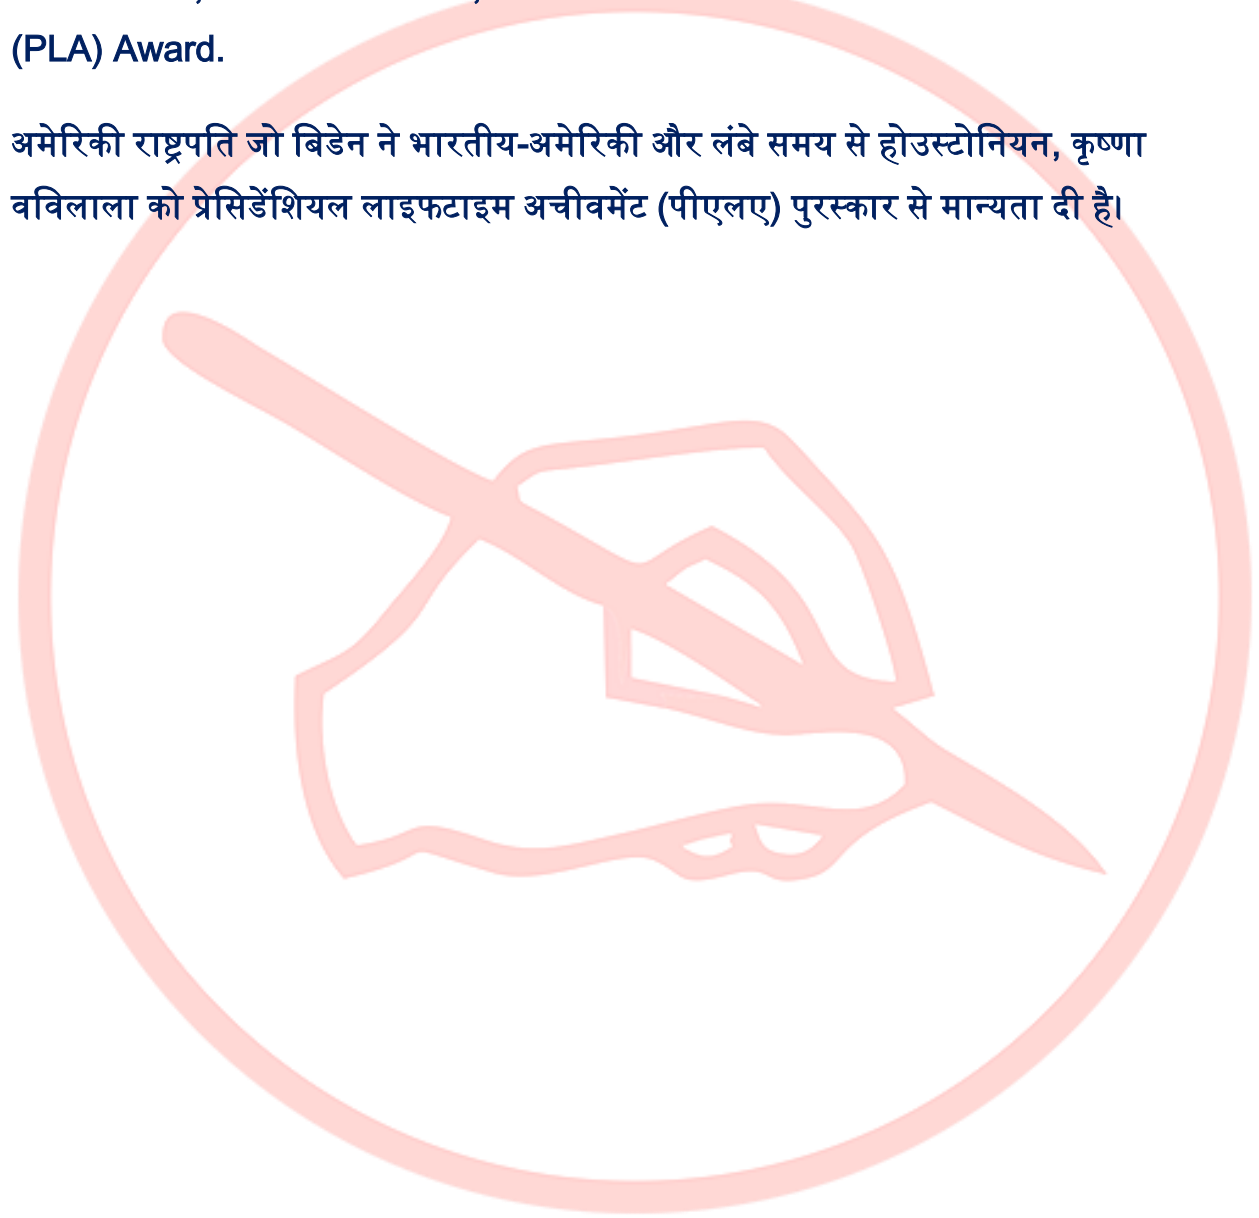 (PLA) Award.
अमेरिकी राष्ट्रपति जो बिडेन ने भारतीय-अमेरिकी और लंबे समय से होउस्टोनियन, कृष्णा
वविलाला को प्रेसिडेंशियल लाइफटाइम अचीवमेंट (पीएलए) पुरस्कार से मान्यता दी है।